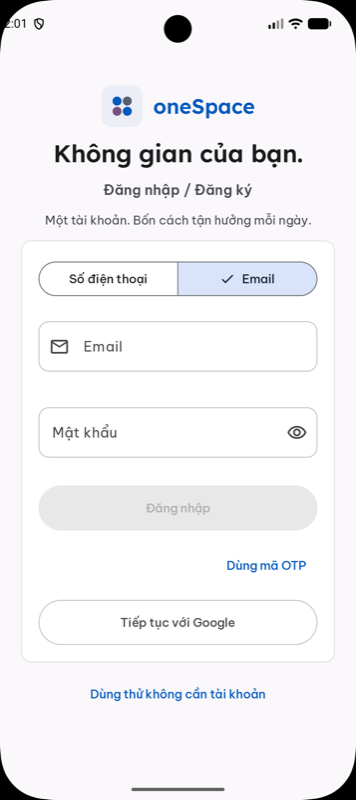 2:01
oneSpace
Không gian của bạn.
Đăng nhập / Đăng ký
Một tài khoản. Bốn cách tận hưởng mỗi ngày.
Số điện thoại
Email
Email
Mật khẩu
Đăng nhập
Dùng mã OTP
Tiếp tục với Google
Dùng thử không cần tài khoản